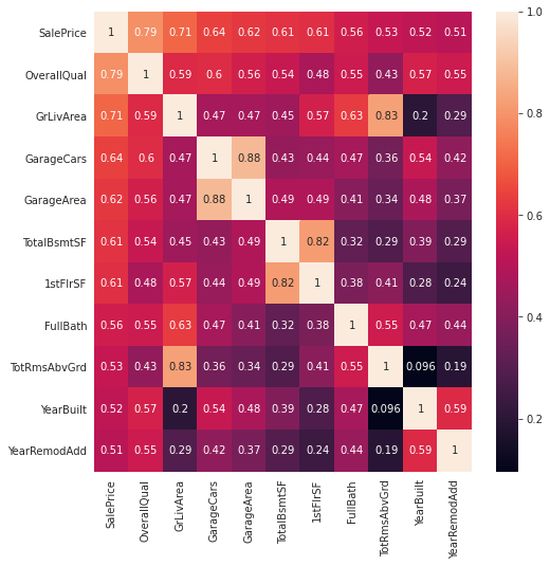 SalePrice 1 0.79 0.71 0.64 0.62 0.61 0.61 0.56 0.53 0.52 0.51
OverallQual 0.79 1 0.59 0.6 0.56 0.54 0.48 0.55 0.43 0.57 0.55
GrLivArea 0.71 0.59 1 0.47 0.47 0.45 0.57 0.63 0.83 0.2 0.29
GarageCars 0.64 0.6 0.47 1 0.88 0.43 0.44 0.47 0.36 0.54 0.42
GarageArea 0.62 0.56 0.47 0.88 1 0.49 0.49 0.41 0.34 0.48 0.37
TotalBsmtSF 0.61 0.54 0.45 0.43 0.49 1 0.82 0.32 0.29 0.39 0.29
1stFlrSF 0.61 0.48 0.57 0.44 0.49 0.82 1 0.38 0.41 0.28 0.24
FullBath 0.56 0.55 0.63 0.47 0.41 0.32 0.38 1 0.55 0.47 0.44
TotRmsAbvGrd 0.53 0.43 0.83 0.36 0.34 0.29 0.41 0.55 1 0.096 0.19
YearBuilt 0.52 0.57 0.2 0.54 0.48 0.39 0.28 0.47 0.096 1 0.59
YearRemodAdd 0.51 0.55 0.29 0.42 0.37 0.29 0.24 0.44 0.19 0.59 1
SalePrice
OverallQual
GrLivArea
GarageCars
GarageArea
TotalBsmtSF
1stFlrSF
FullBath
TotRmsAbvGrd
YearBuilt
YearRemodAdd
1.0
0.8
0.6
0.4
0.2